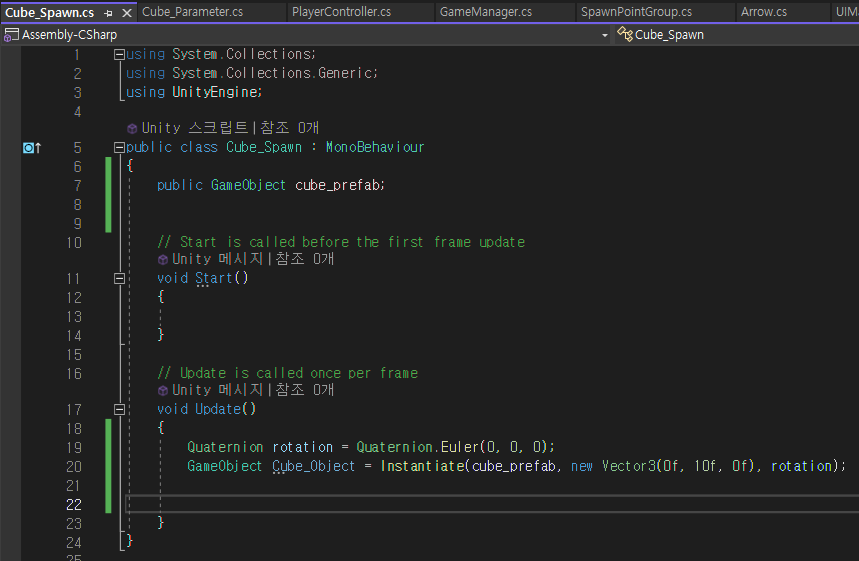 Cube_Spawn.cs Cube_Parameter.cs PlayerController.cs GameManager.cs SpawnPointGroup.cs Arrow.cs UIM
Assembly-CSharp Cube_Spawn
1 using System.Collections;
2 using System.Collections.Generic;
3 using UnityEngine;
4
Unity 스크립트|참조 0개
5 public class Cube_Spawn : MonoBehaviour
6 {
7 public GameObject cube_prefab;
8
9
10 // Start is called before the first frame update
Unity 메시지|참조 0개
11 void Start()
12 {
13
14 }
15
16 // Update is called once per frame
Unity 메시지|참조 0개
17 void Update()
18 {
19 Quaternion rotation = Quaternion.Euler(0, 0, 0);
20 GameObject Cube_Object = Instantiate(cube_prefab, new Vector3(0f, 10f, 0f), rotation);
21
22
23 }
24 }
25